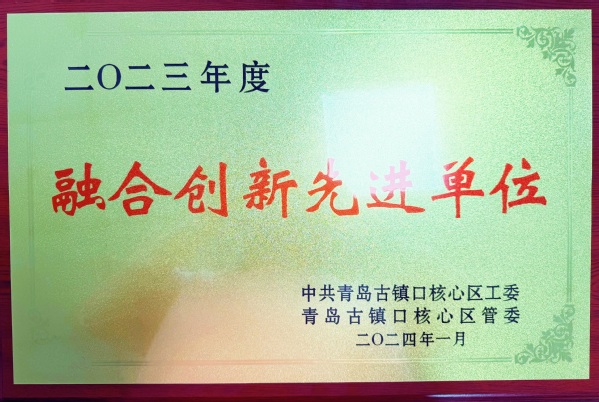 二〇二三年度
融合创新先进单位
中共青岛古镇口核心区工委
青岛古镇口核心区管委
二〇二四年一月